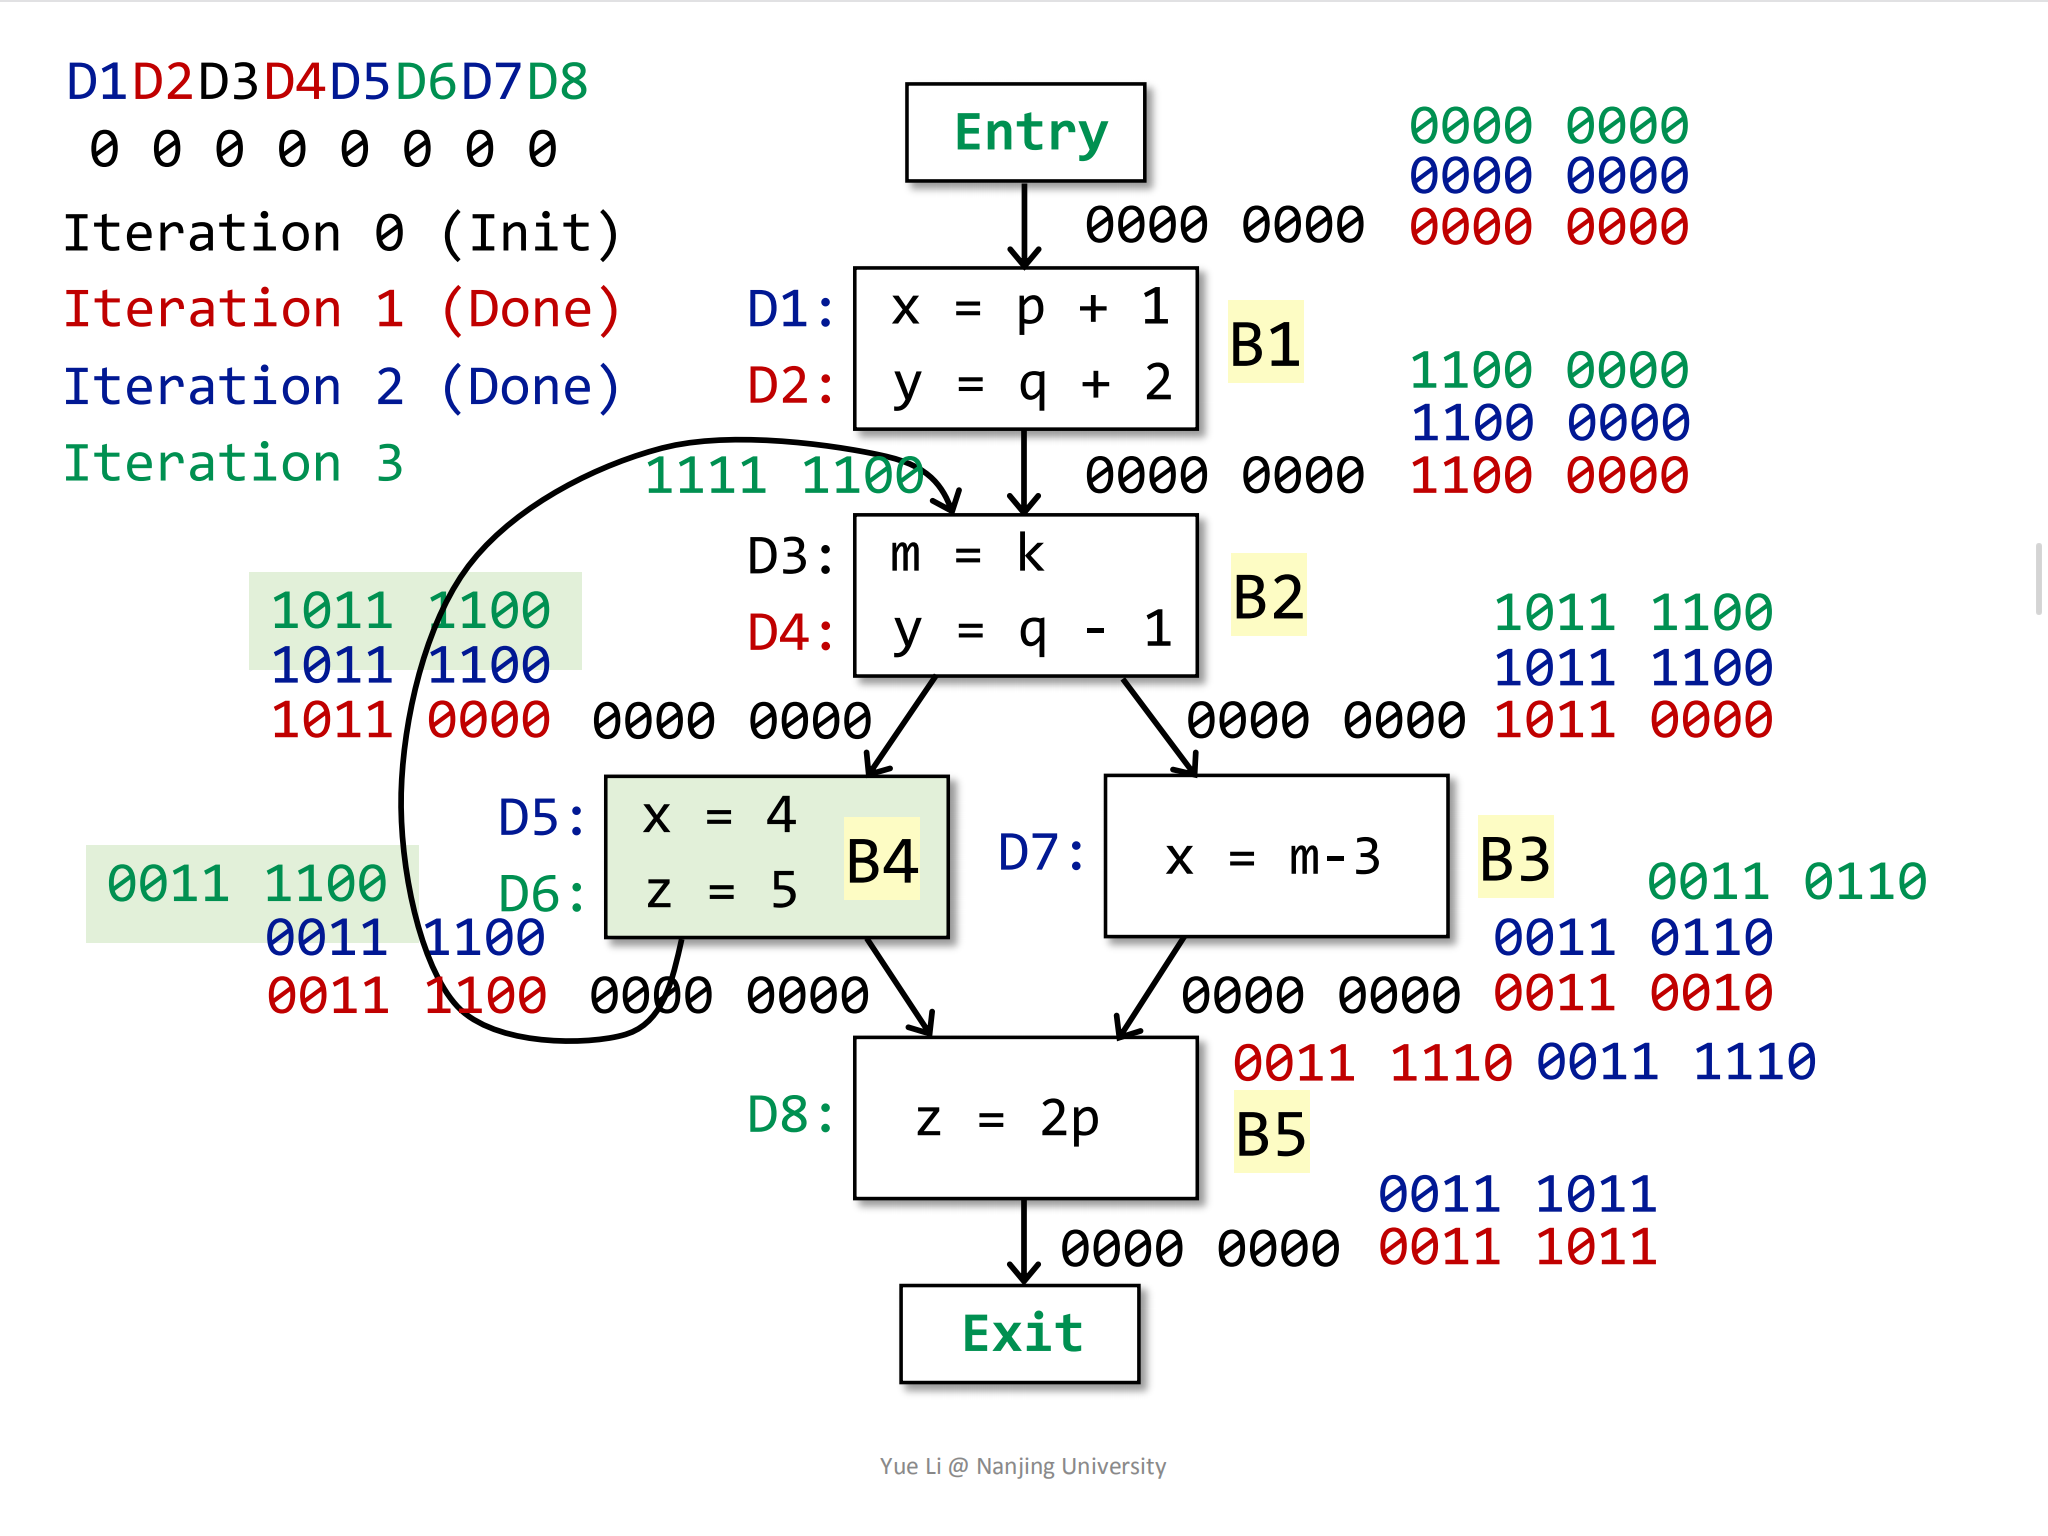 D1D2D3D4D5D6D7D8
0 0 0 0 0 0 0 0
Iteration 0 (Init)
Iteration 1 (Done)
Iteration 2 (Done)
Iteration 3
Entry
0000 0000
0000 0000
0000 0000 0000 0000
D1: x = p + 1
D2: y = q + 2
B1
1100 0000
1100 0000
1111 1100 0000 0000 1100 0000
D3: m = k
D4: y = q - 1
B2
1011 1100
1011 1100
1011 0000 0000 0000
1011 1100
1011 1100
0000 0000 1011 0000
D5: x = 4
D6: z = 5
B4
D7: x = m-3
B3
0011 1100
0011 1100
0011 1100 0000 0000
0011 0110
0011 0110
0000 0000 0011 0010
0011 1110 0011 1110
D8: z = 2p
B5
0011 1011
0000 0000 0011 1011
Exit
Yue Li @ Nanjing University